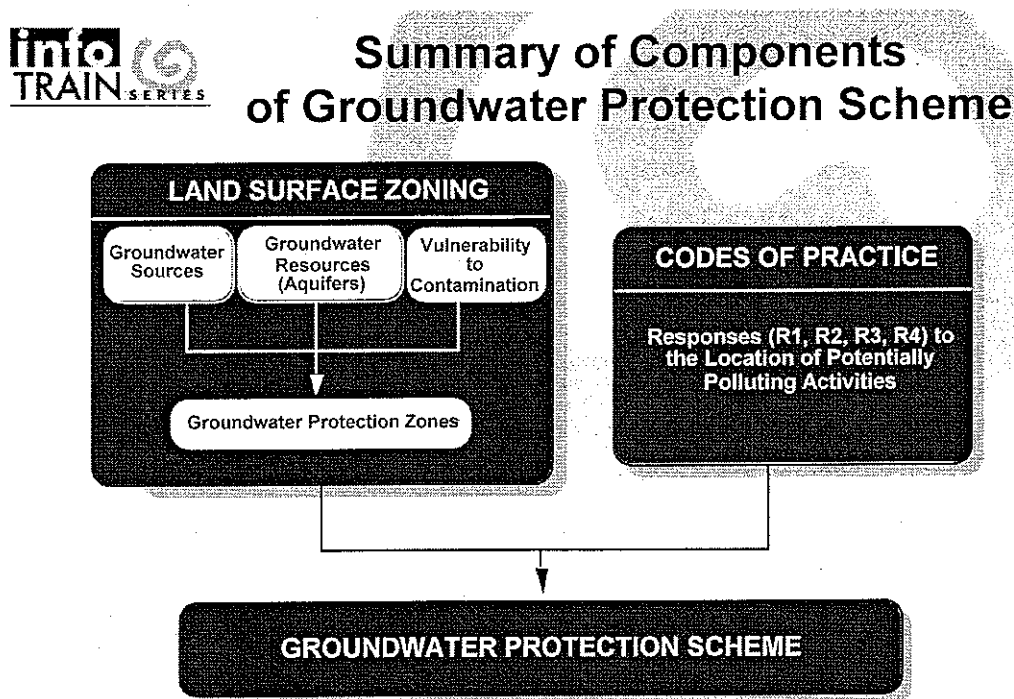 info
TRAIN SERIES
Summary of Components
of Groundwater Protection Scheme
LAND SURFACE ZONING
Groundwater
Sources
Groundwater
Resources
(Aquifers)
Vulnerability
to
Contamination
Groundwater Protection Zones
CODES OF PRACTICE
Responses (R1, R2, R3, R4) to
the Location of Potentially
Polluting Activities
GROUNDWATER PROTECTION SCHEME